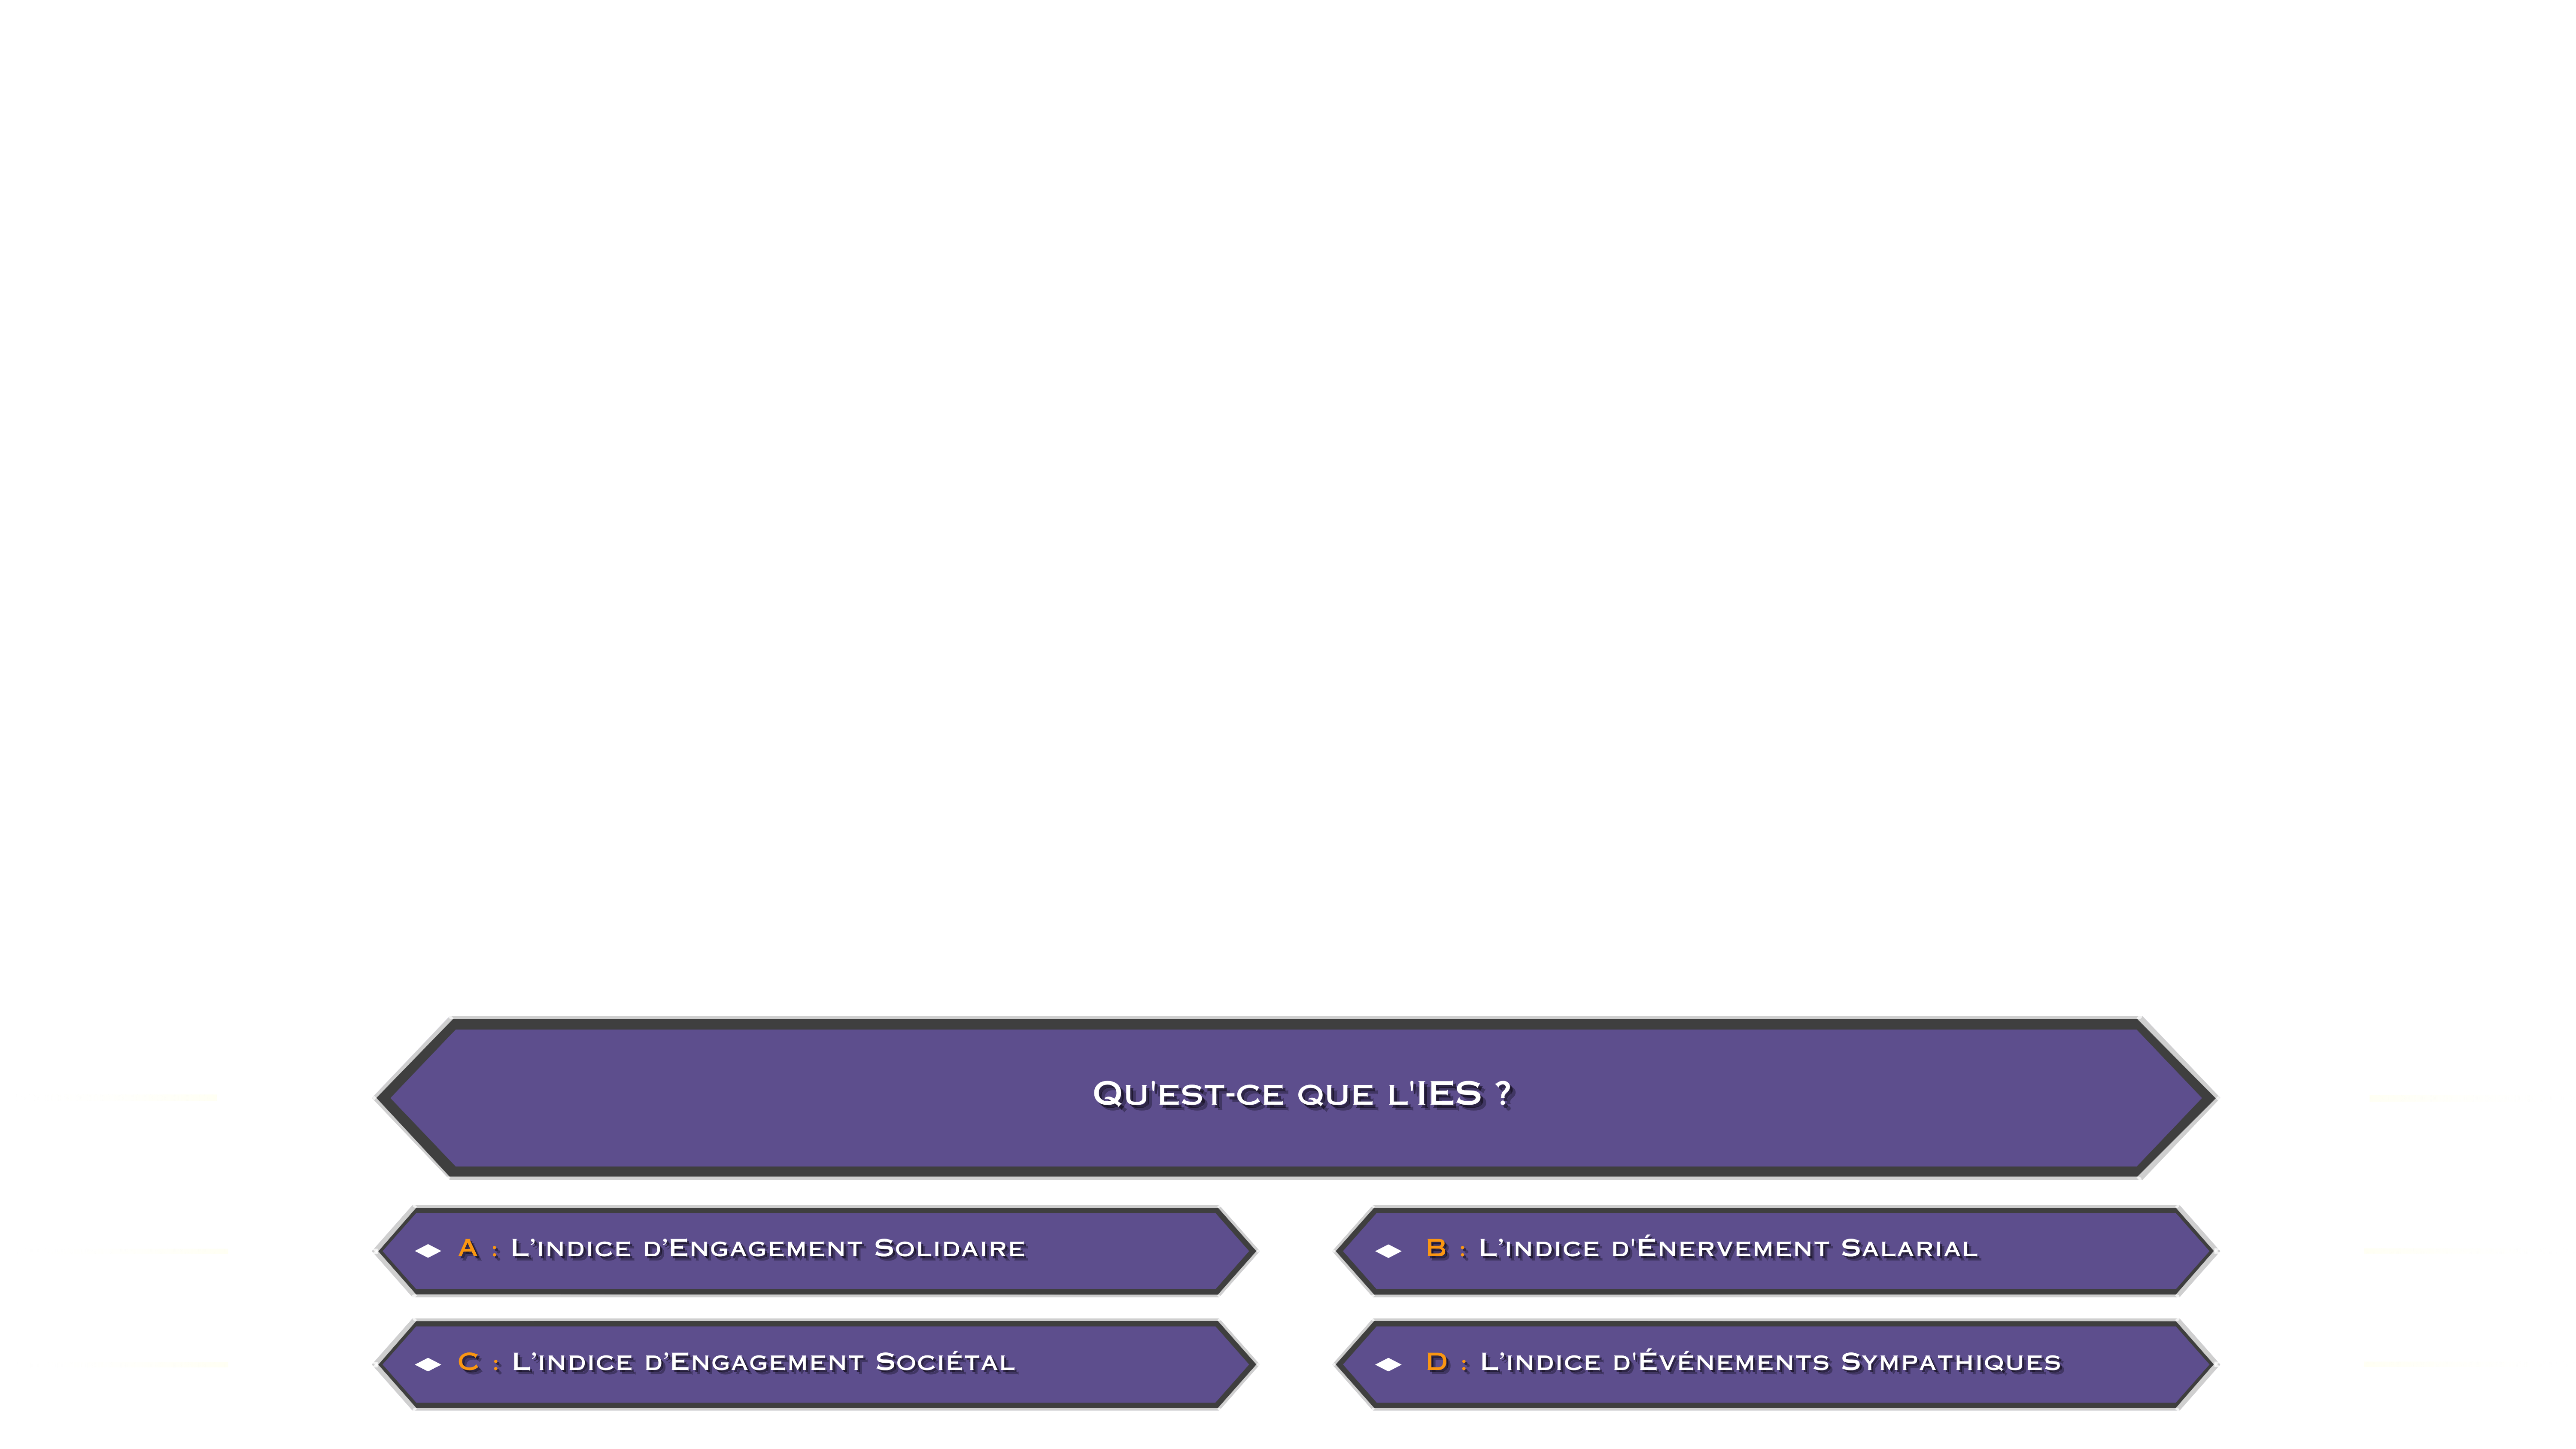 Qu'est-ce que l'IES ?
A : L’indice d’Engagement Solidaire
B : L’indice d'Énervement Salarial
C : L’indice d’Engagement Sociétal
D : L’indice d'Événements Sympathiques